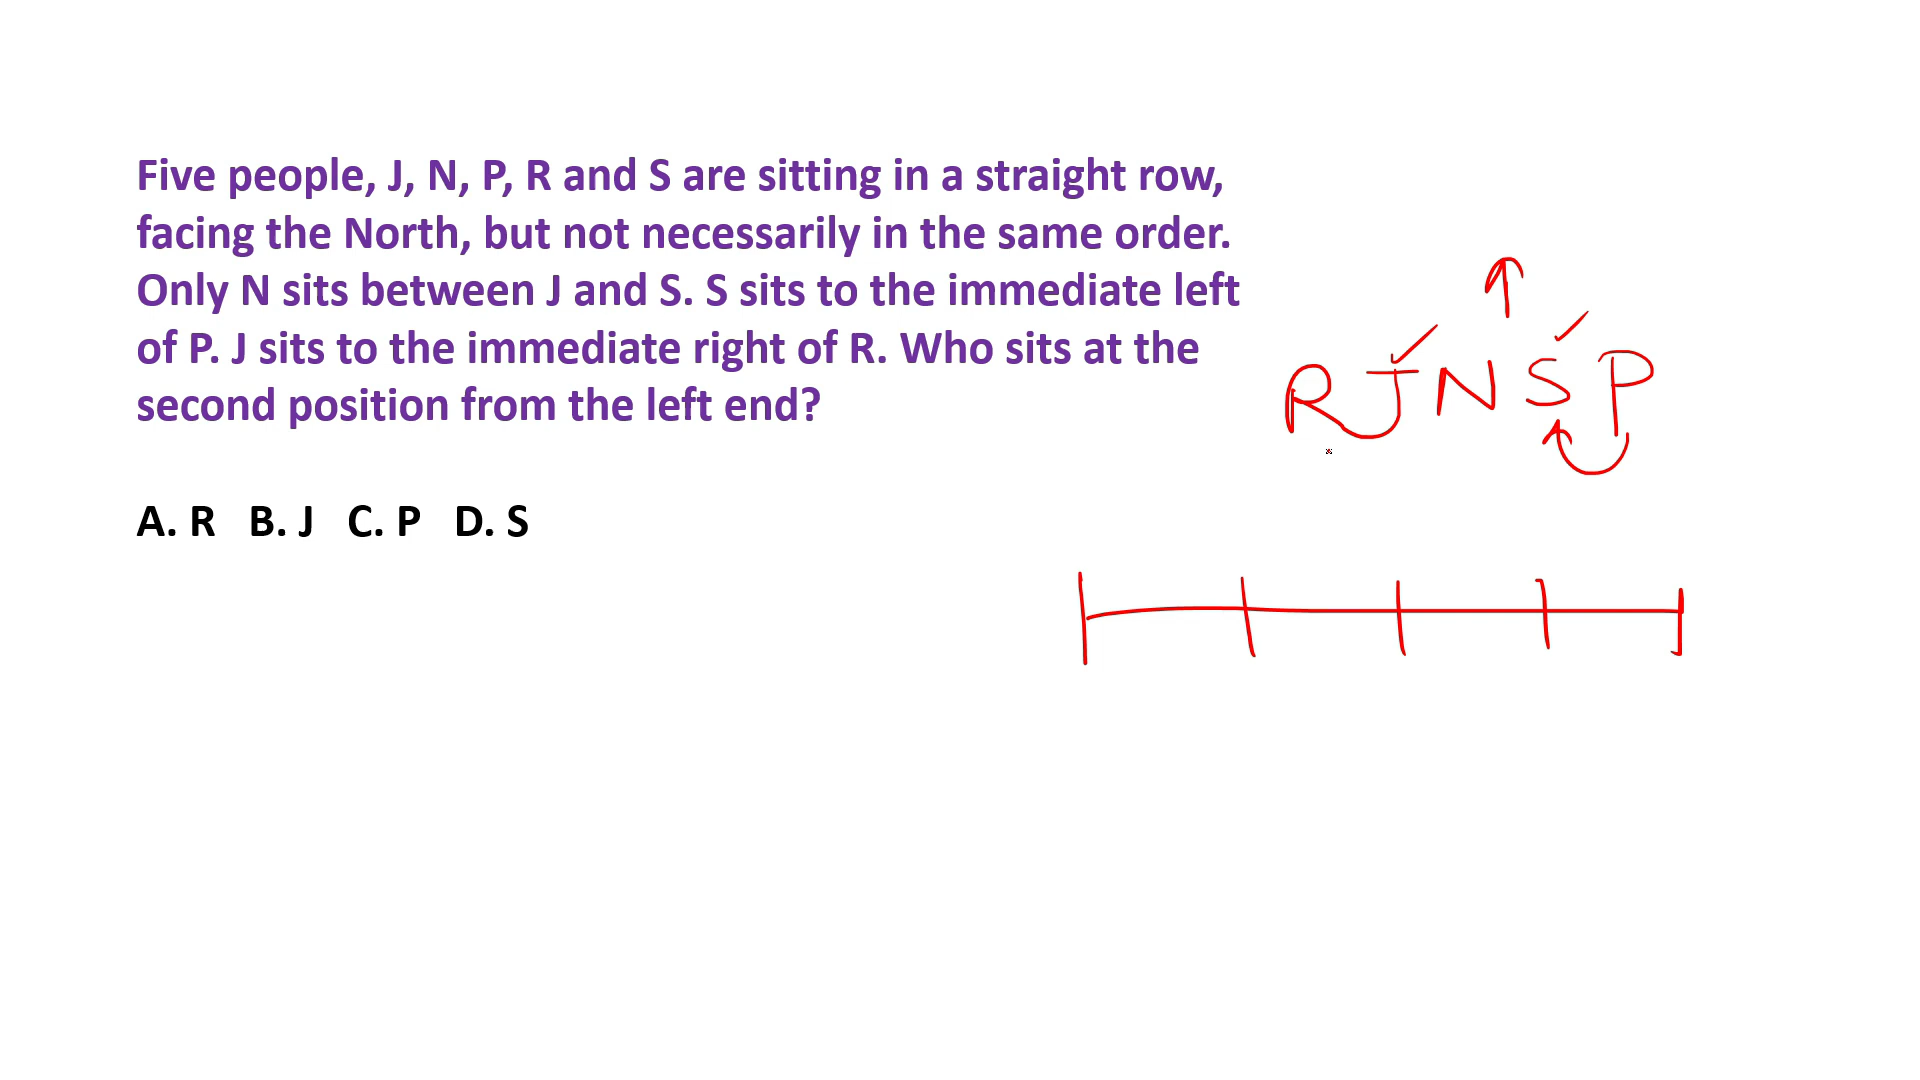 Five people, J, N, P, R and S are sitting in a straight row,
facing the North, but not necessarily in the same order.
Only N sits between J and S. S sits to the immediate left
of P. J sits to the immediate right of R. Who sits at the
second position from the left end?
R J N S P
A. R B. J C. P D. S